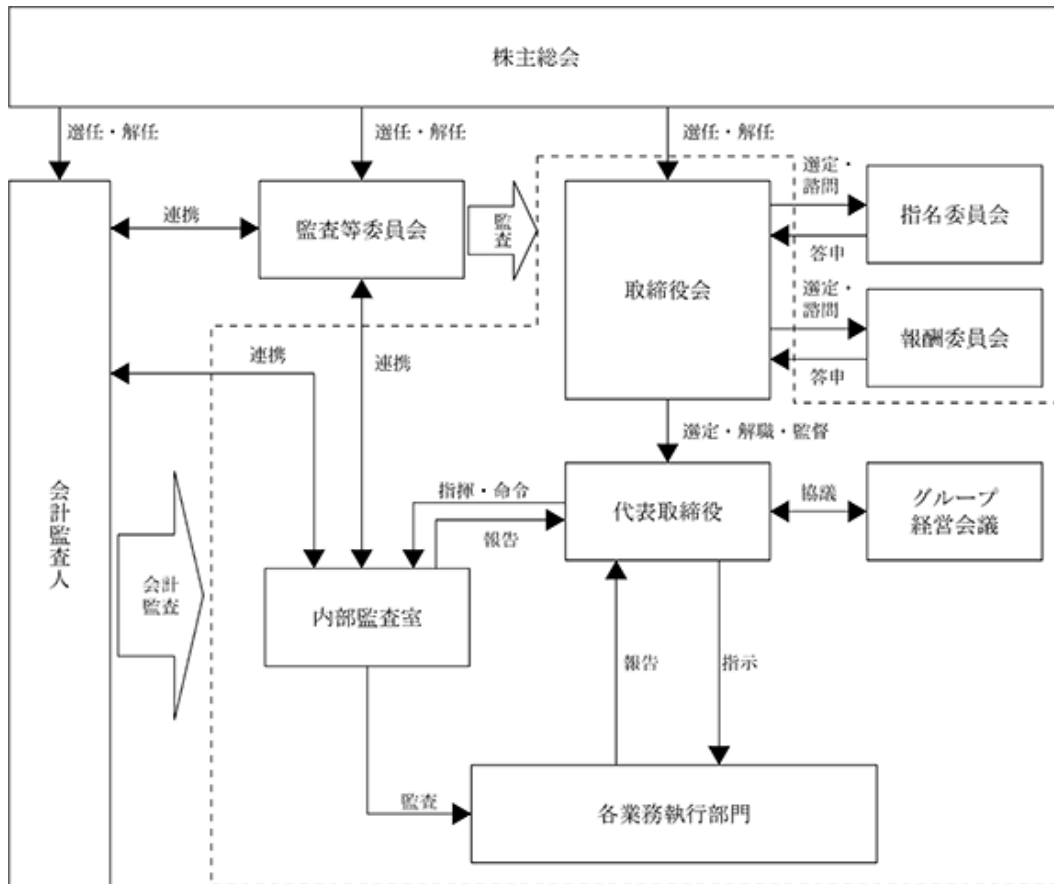 株主総会
選任・解任
選任・解任
選任・解任
選定・
諮問
指名委員会
連携
監査等委員会
監査
答申
取締役会
選定・
諮問
報酬委員会
連携
連携
答申
選定・解職・監督
会計監査人
指揮・命令
代表取締役
協議
グループ
経営会議
報告
会計
監査
内部監査室
報告
指示
監査
各業務執行部門